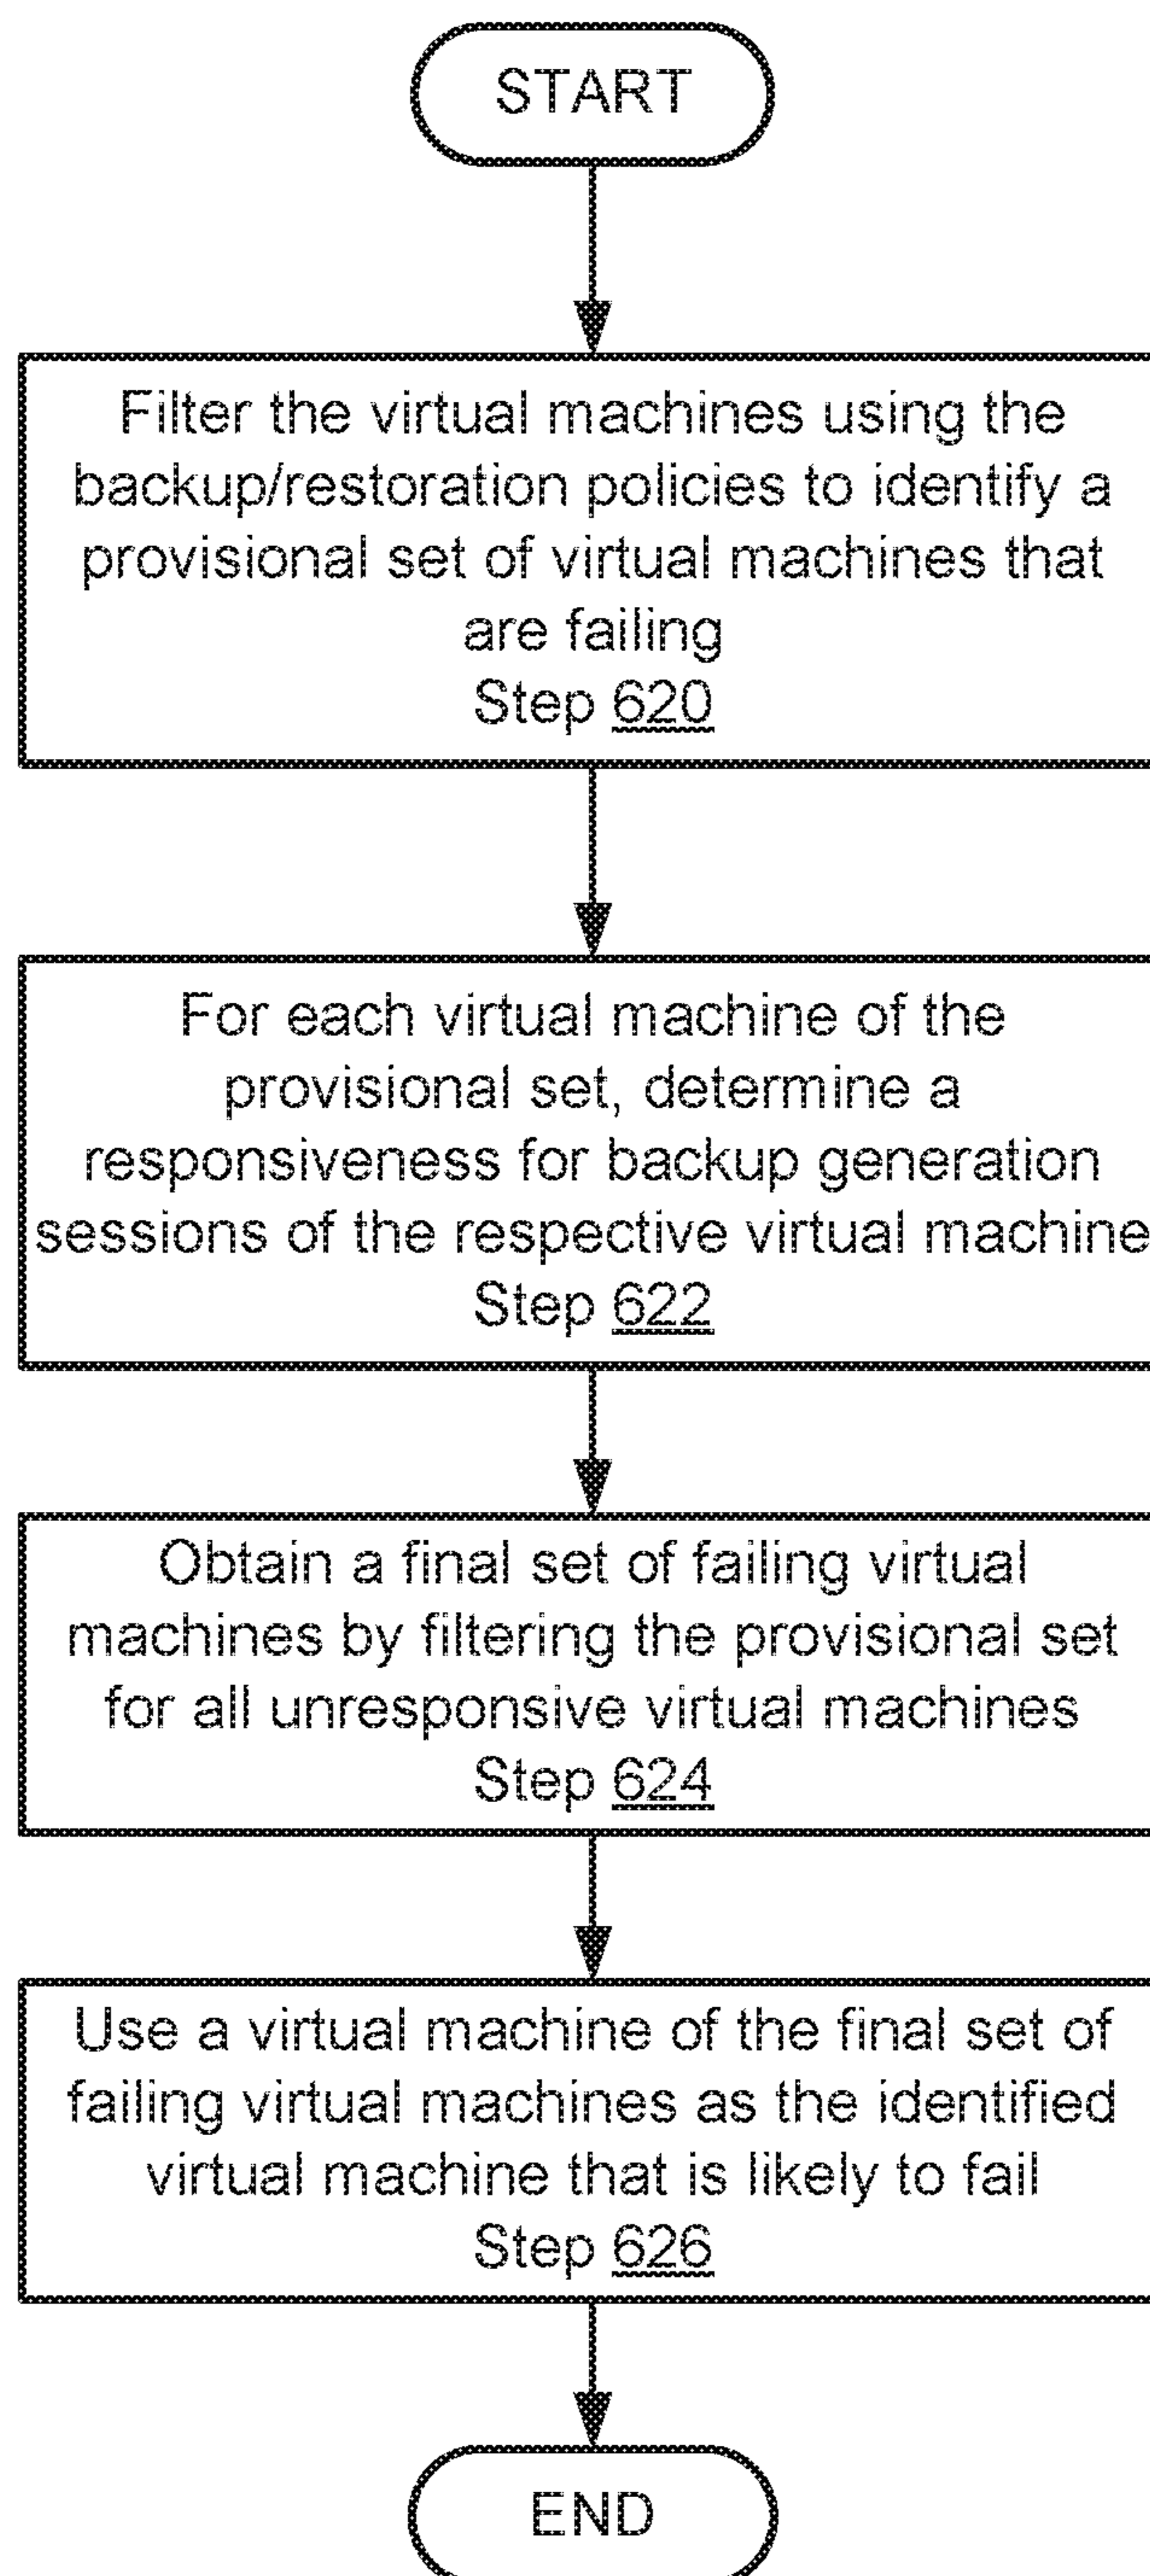 START
Filter the virtual machines using the
backup/restoration policies to identify a
provisional set of virtual machines that
are failing
Step 620
For each virtual machine of the
provisional set, determine a
responsiveness for backup generation
sessions of the respective virtual machine
Step 622
Obtain a final set of failing virtual
machines by filtering the provisional set
for all unresponsive virtual machines
Step 624
Use a virtual machine of the final set of
failing virtual machines as the identified
virtual machine that is likely to fail
Step 626
END